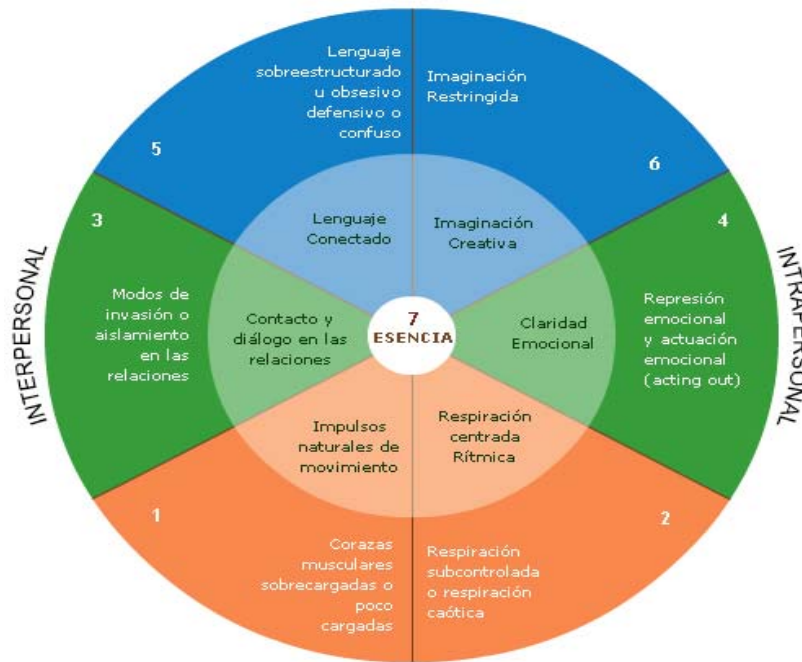 Lenguaje
sobreestructurado
u obsesivo
defensivo o
confuso
5
Imaginación
Restringida
6
Lenguaje
Conectado
Imaginación
Creativa
3
Modos de
invasión o
aislamiento
en las
relaciones
Contacto y
diálogo en las
relaciones
7
ESENCIA
Claridad
Emocional
4
Represión
emocional
y actuación
emocional
(acting out)
INTERPERSONAL
INTRAPERSONAL
Impulsos
naturales de
movimiento
Respiración
centrada
Rítmica
1
Corazas
musculares
sobrecargadas o
poco
cargadas
2
Respiración
subcontrolada
o respiración
caótica